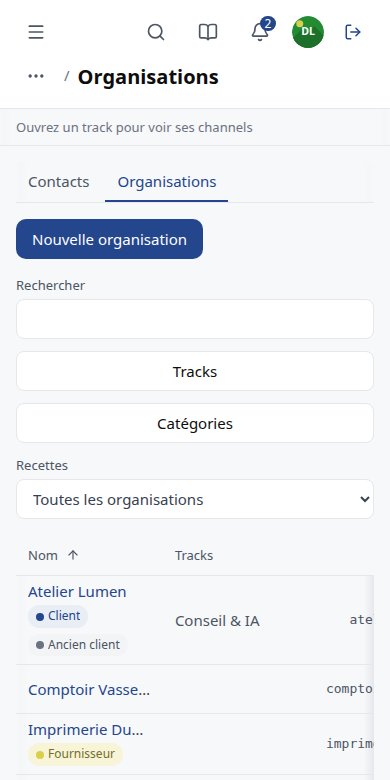 2
DL
/ Organisations
Ouvrez un track pour voir ses channels
Contacts Organisations
Nouvelle organisation
Rechercher
Tracks
Catégories
Recettes
Toutes les organisations
Nom Tracks
Atelier Lumen
Client
Ancien client
Conseil & IA
ate
Comptoir Vasse...
compto
Imprimerie Du...
imprim
Fournisseur